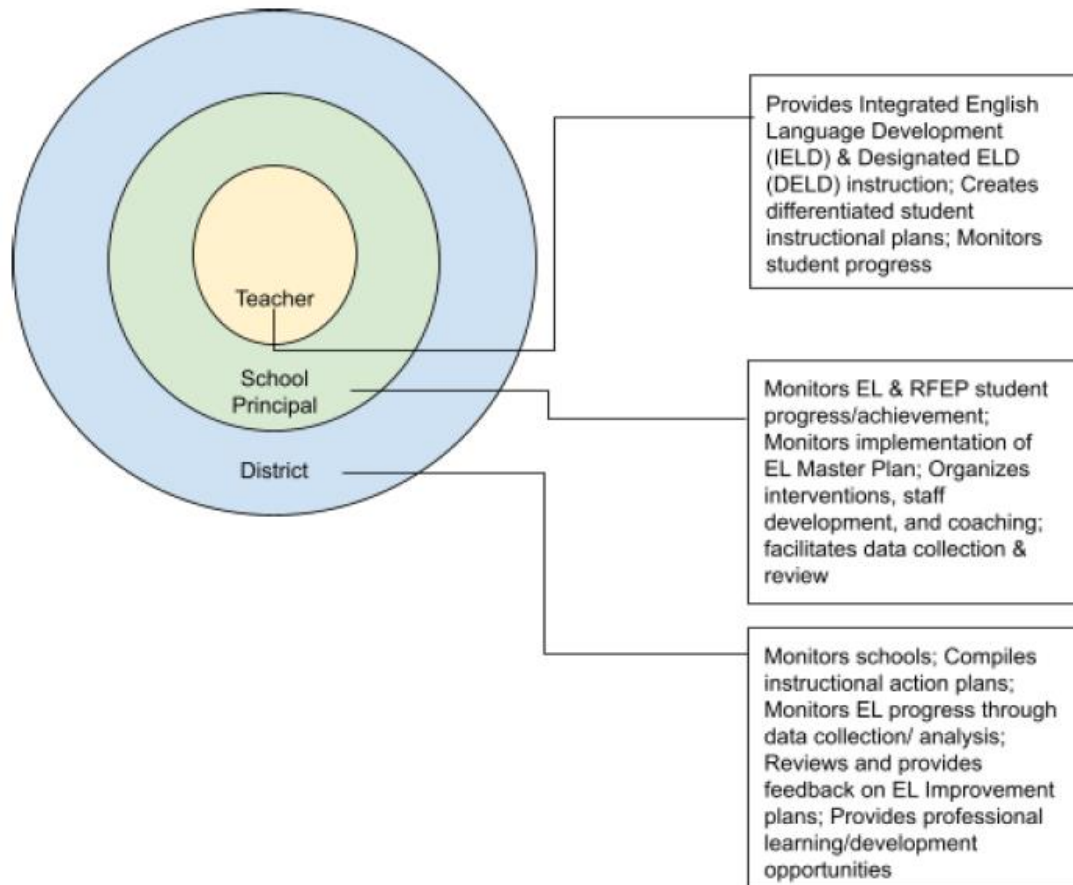 Teacher
School
Principal
District
Provides Integrated English
Language Development
(IELD) & Designated ELD
(DELD) instruction; Creates
differentiated student
instructional plans; Monitors
student progress
Monitors EL & RFEP student
progress/achievement;
Monitors implementation of
EL Master Plan; Organizes
interventions, staff
development, and coaching;
facilitates data collection &
review
Monitors schools; Compiles
instructional action plans;
Monitors EL progress through
data collection/ analysis;
Reviews and provides
feedback on EL Improvement
plans; Provides professional
learning/development
opportunities